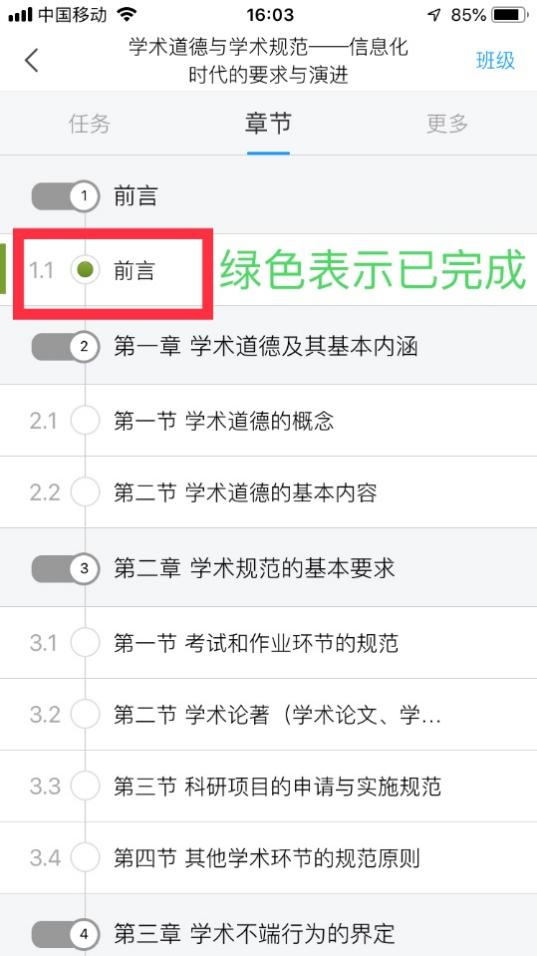 中国移动 16:03 85%
学术道德与学术规范——信息化
时代的要求与演进
班级
任务 章节 更多
1 前言
1.1 前言 绿色表示已完成
2 第一章 学术道德及其基本内涵
2.1 第一节 学术道德的概念
2.2 第二节 学术道德的基本内容
3 第二章 学术规范的基本要求
3.1 第一节 考试和作业环节的规范
3.2 第二节 学术论著（学术论文、学...
3.3 第三节 科研项目的申请与实施规范
3.4 第四节 其他学术环节的规范原则
4 第三章 学术不端行为的界定